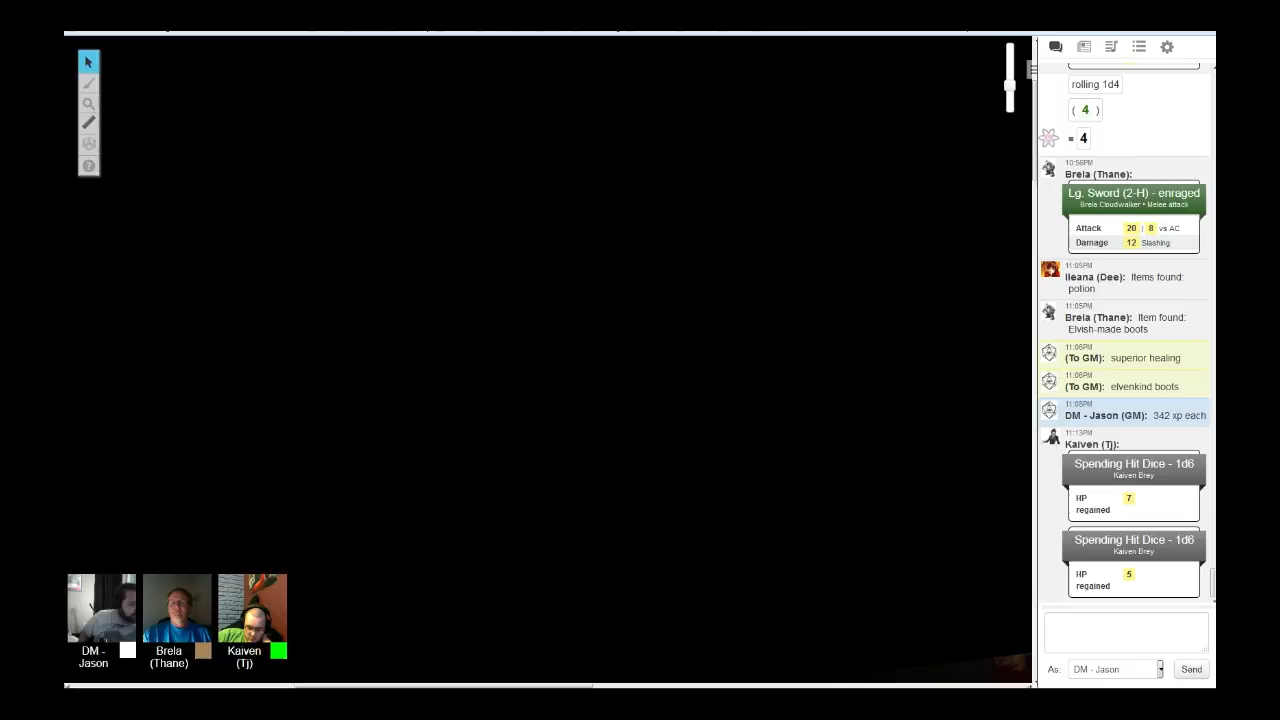 rolling 1d4
( 4 )
= 4
10:56PM
Brela (Thane):
Lg. Sword (2-H) - enraged
Brela Cloudwalker • Melee attack
Attack 20 | 8 vs AC
Damage 12 Slashing
11:05PM
Ileana (Dee): Items found:
potion
11:05PM
Brela (Thane): Item found:
Elvish-made boots
11:06PM
(To GM): superior healing
11:06PM
(To GM): elvenkind boots
11:08PM
DM - Jason (GM): 342 xp each
11:13PM
Kaiven (Tj):
Spending Hit Dice - 1d6
Kaiven Brey
HP 7
regained
Spending Hit Dice - 1d6
Kaiven Brey
HP 5
regained
As: DM - Jason Send
DM -
Jason
Brela
(Thane)
Kaiven
(Tj)